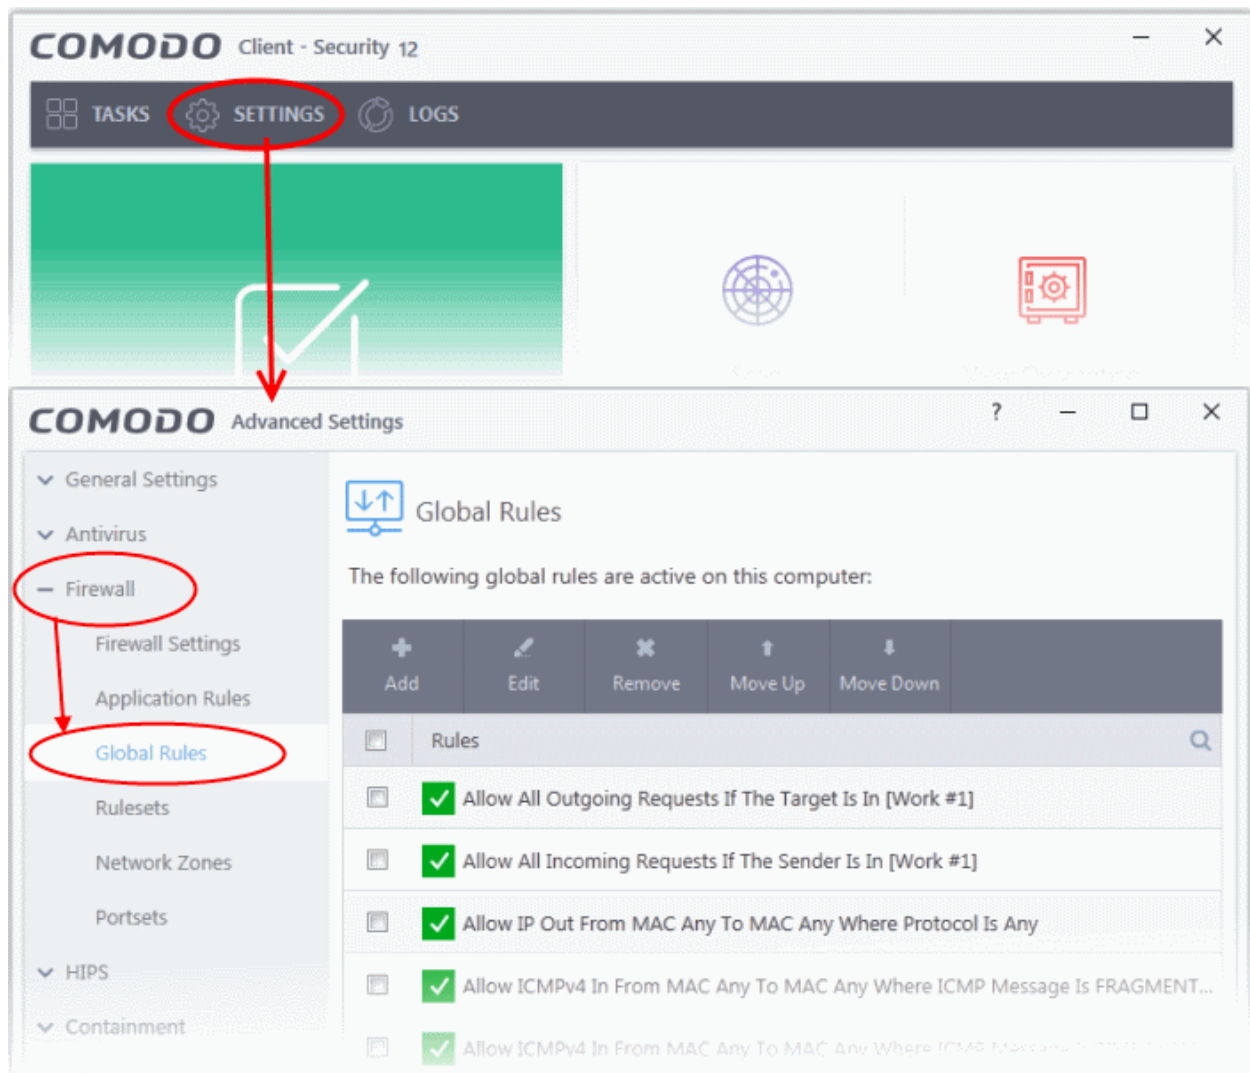 COMODO Client - Security 12
TASKS SETTINGS LOGS
Scan
COMODO Advanced Settings ?
General Settings
Antivirus
Firewall
Firewall Settings
Application Rules
Global Rules
Rulesets
Network Zones
Portsets
HIPS
Containment
Global Rules
The following global rules are active on this computer:
Add Edit Remove Move Up Move Down
Rules
Allow All Outgoing Requests If The Target Is In [Work #1]
Allow All Incoming Requests If The Sender Is In [Work #1]
Allow IP Out From MAC Any To MAC Any Where Protocol Is Any
Allow ICMPv4 In From MAC Any To MAC Any Where ICMP Message Is FRAGMENT...
Allow ICMPv4 In From MAC Any To MAC Any Where ICMP Message Is